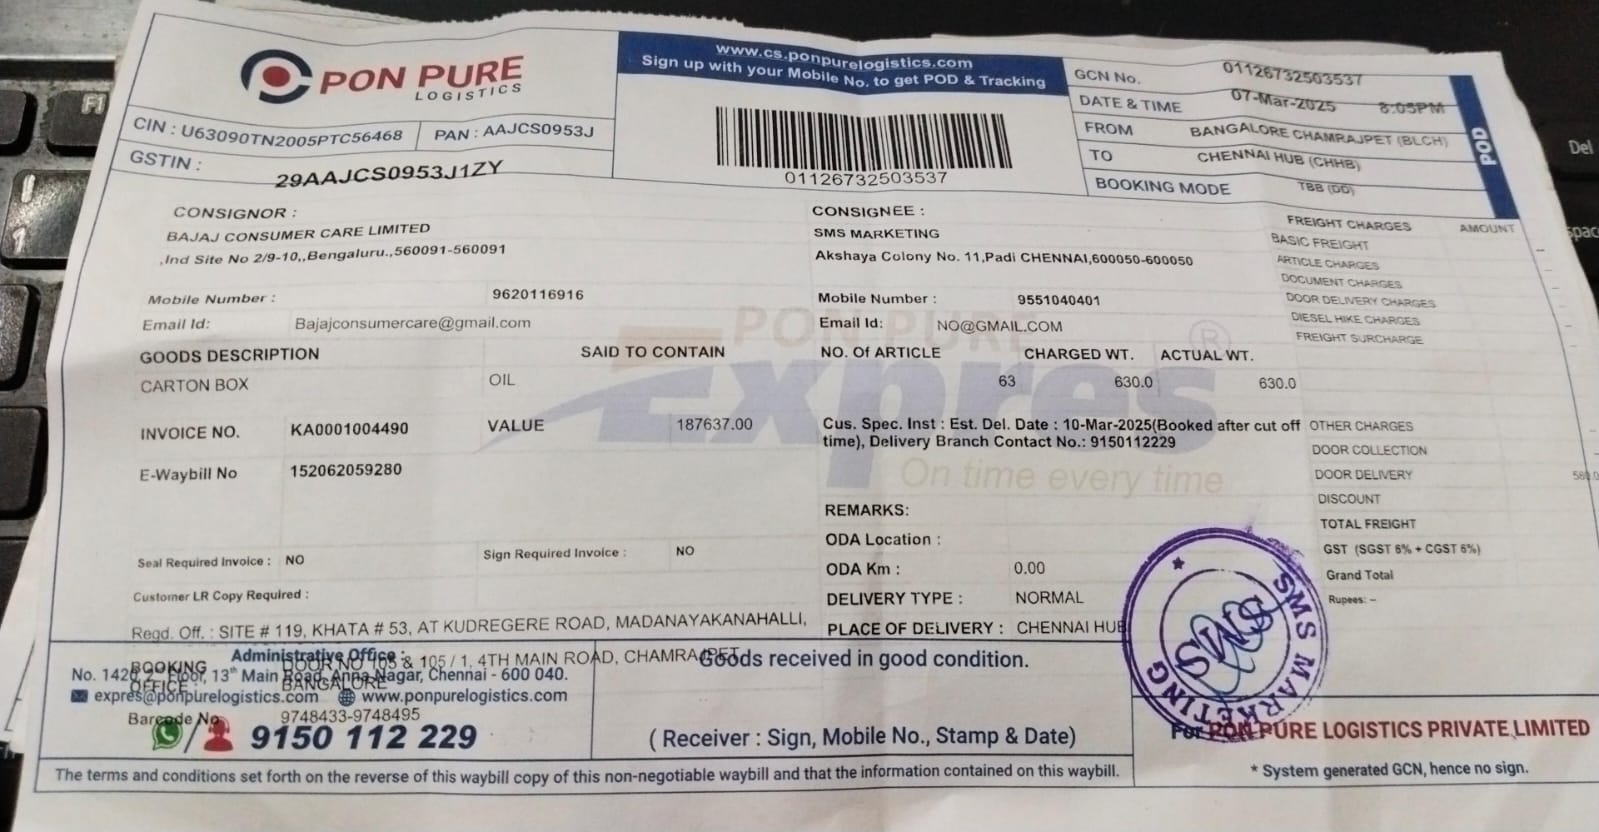 PON PURE
LOGISTICS
www.cs.ponpurelogistics.com
Sign up with your Mobile No. to get POD & Tracking
CIN : U63090TN2005PTC56468 PAN : AAJCS0953J
GSTIN : 29AAJCS0953J1ZY
01126732503537
GCN No. 01126732503537
DATE & TIME 07-Mar-2025 8:05PM
FROM BANGALORE CHAMRAJPET (BLCH)
TO CHENNAI HUB (CHHB)
BOOKING MODE TBB (DD)
POD
CONSIGNOR :
BAJAJ CONSUMER CARE LIMITED
,Ind Site No 2/9-10,,Bengaluru.,560091-560091
Mobile Number : 9620116916
Email Id: Bajajconsumercare@gmail.com
CONSIGNEE :
SMS MARKETING
Akshaya Colony No. 11,Padi CHENNAI,600050-600050
Mobile Number : 9551040401
Email Id: NO@GMAIL.COM
FREIGHT CHARGES AMOUNT
BASIC FREIGHT
ARTICLE CHARGES
DOCUMENT CHARGES
DOOR DELIVERY CHARGES
DIESEL HIKE CHARGES
FREIGHT SURCHARGE
PON PURE
Expres ®
On time every time
GOODS DESCRIPTION SAID TO CONTAIN NO. Of ARTICLE CHARGED WT. ACTUAL WT.
CARTON BOX OIL 63 630.0 630.0
INVOICE NO. KA0001004490 VALUE 187637.00
E-Waybill No 152062059280
Cus. Spec. Inst : Est. Del. Date : 10-Mar-2025(Booked after cut off
time), Delivery Branch Contact No.: 9150112229
OTHER CHARGES
DOOR COLLECTION
DOOR DELIVERY
DISCOUNT
TOTAL FREIGHT
GST (SGST 6% + CGST 6%)
Grand Total
Rupees: –
REMARKS:
ODA Location :
ODA Km : 0.00
DELIVERY TYPE : NORMAL
PLACE OF DELIVERY : CHENNAI HUB
Seal Required Invoice : NO Sign Required Invoice : NO
Customer LR Copy Required :
Regd. Off. : SITE # 119, KHATA # 53, AT KUDREGERE ROAD, MADANAYAKANAHALLI,
Administrative Office :
No. 1420, 2 Floor, 13th Main Road, Anna Nagar, Chennai - 600 040.
expres@ponpurelogistics.com www.ponpurelogistics.com
BOOKING OFFICE : DOOR NO 105 & 105 / 1, 4TH MAIN ROAD, CHAMRAJPET
BANGALORE
Barcode No 9748433-9748495
9150 112 229
Goods received in good condition.
( Receiver : Sign, Mobile No., Stamp & Date)
SMS MARKETING
SMS
For PON PURE LOGISTICS PRIVATE LIMITED
* System generated GCN, hence no sign.
The terms and conditions set forth on the reverse of this waybill copy of this non-negotiable waybill and that the information contained on this waybill.
F1
1
Del